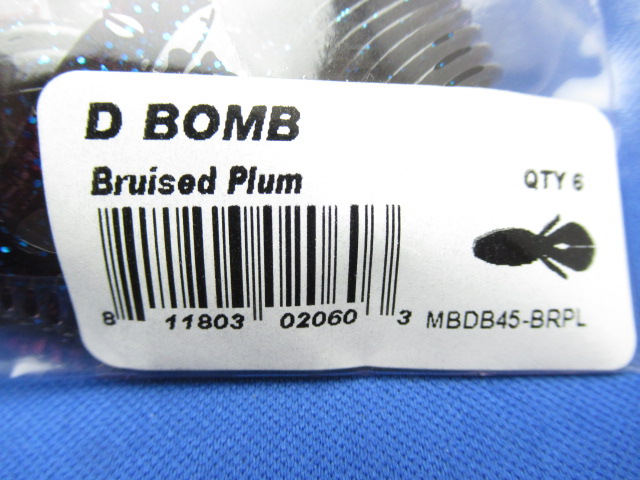 D BOMB
Bruised Plum
QTY 6
8 11803 02060 3
MBDB45-BRPL